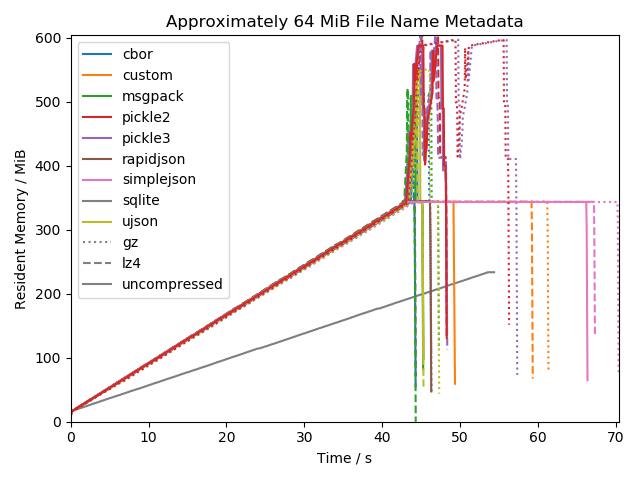 Approximately 64 MiB File Name Metadata
Resident Memory / MiB
600
500
400
300
200
100
0
cbor
custom
msgpack
pickle2
pickle3
rapidjson
simplejson
sqlite
ujson
gz
lz4
uncompressed
0 10 20 30 40 50 60 70
Time / s